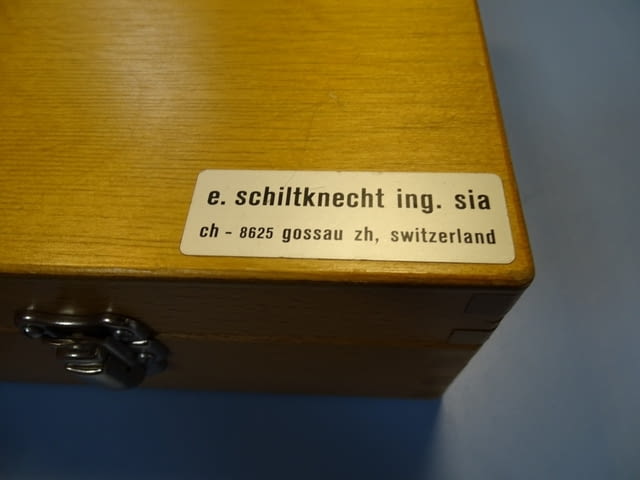 e. schiltknecht ing. sia
ch - 8625 gossau zh, switzerland